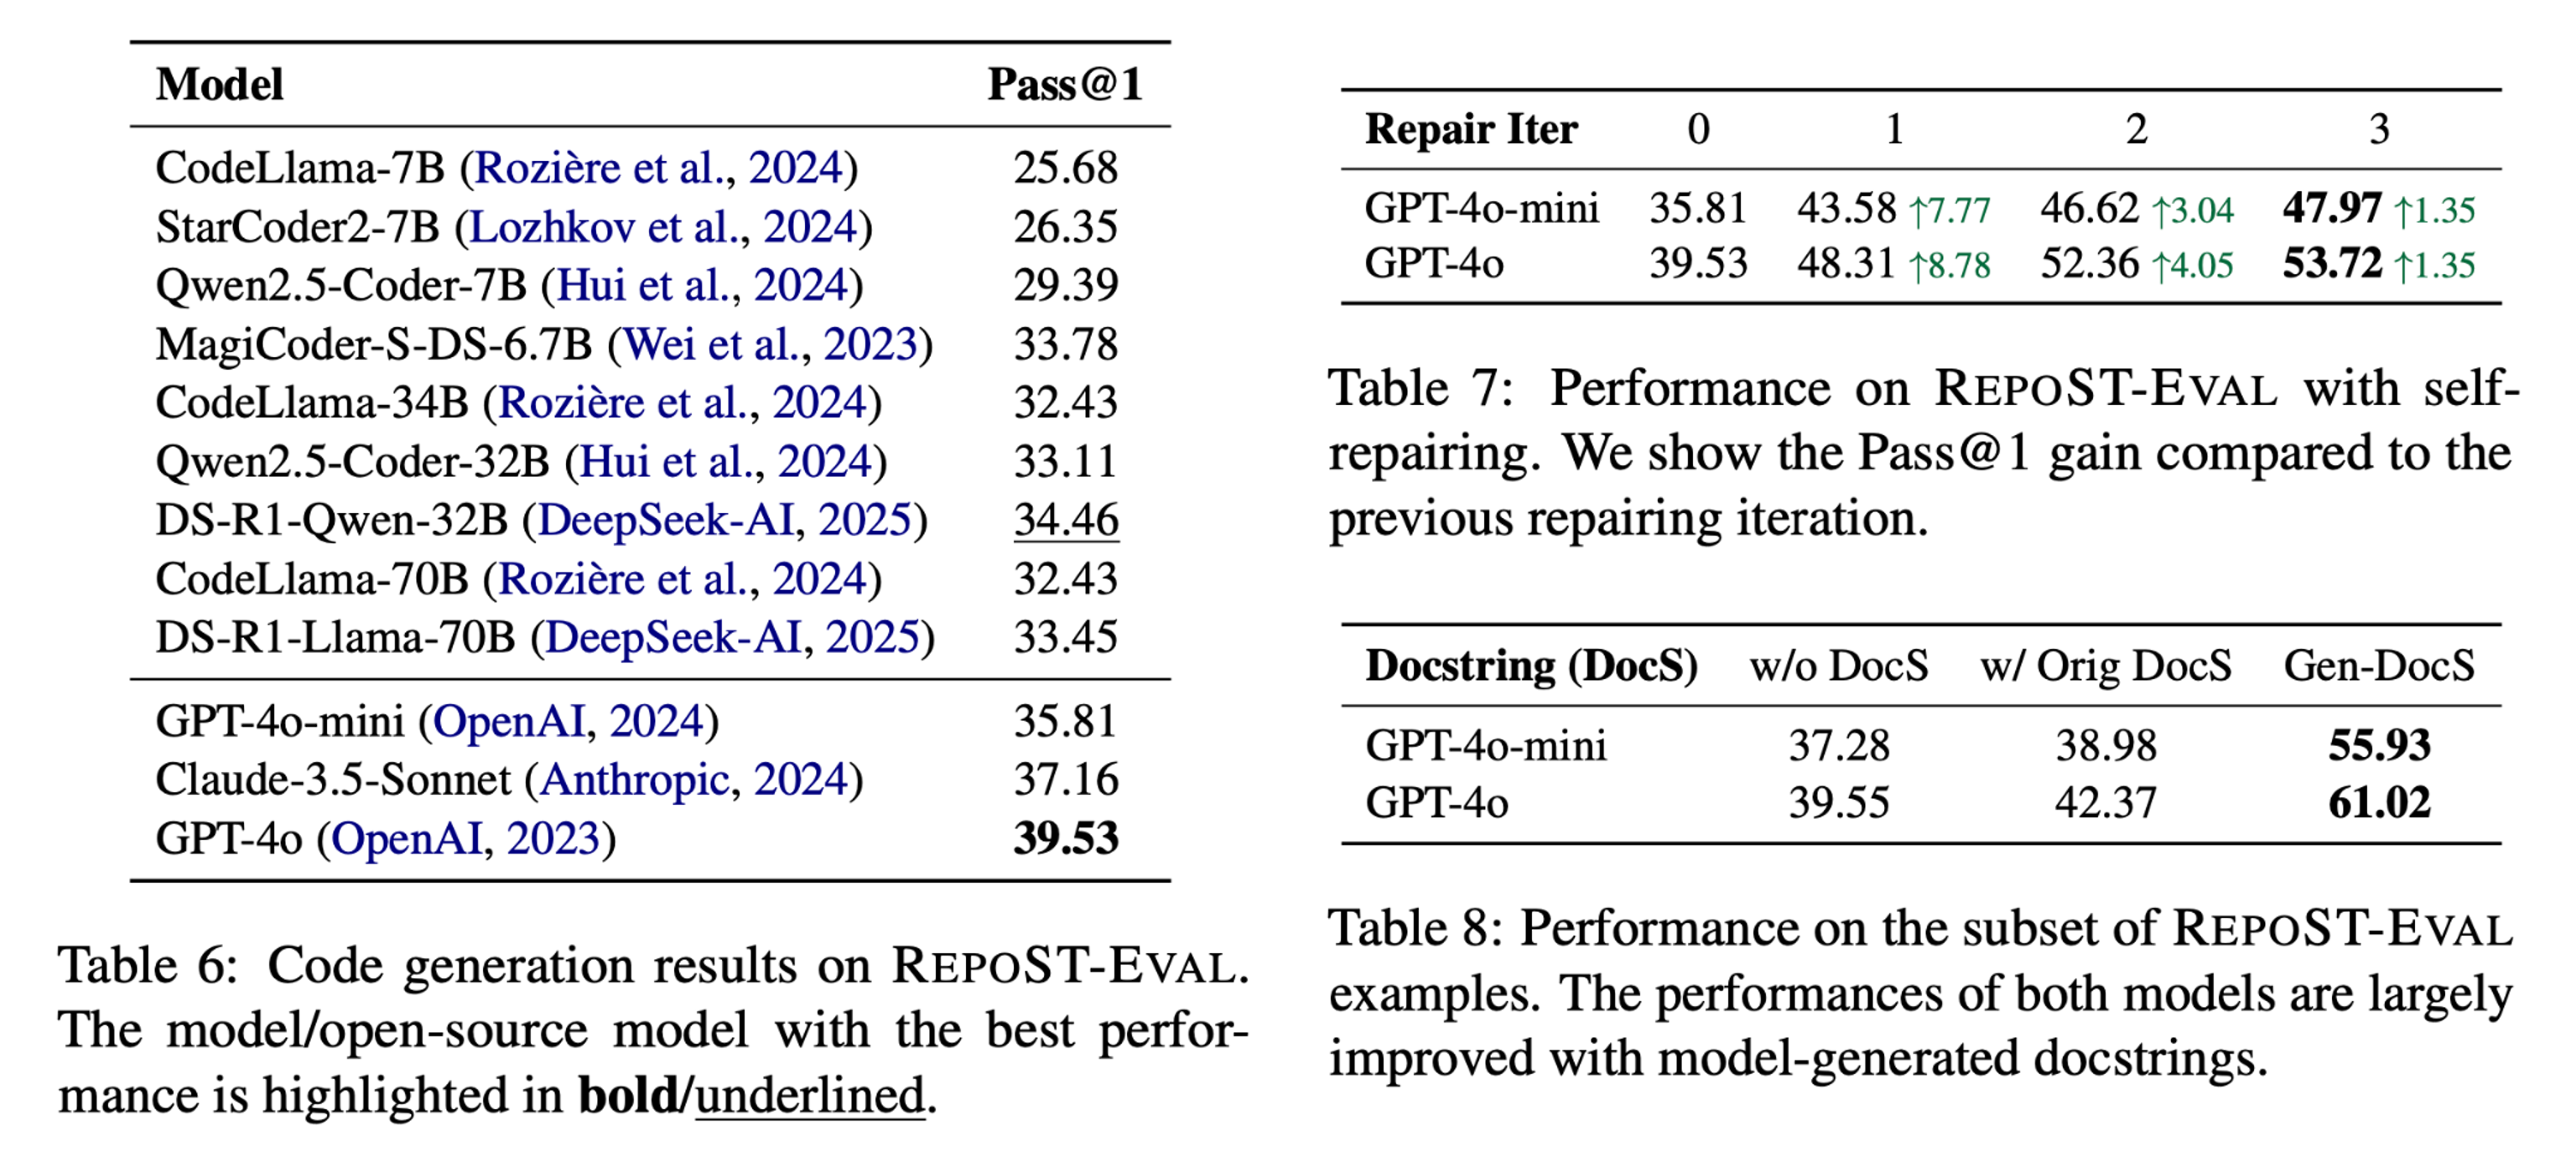 Model Pass@1
CodeLlama-7B (Rozière et al., 2024) 25.68
StarCoder2-7B (Lozhkov et al., 2024) 26.35
Qwen2.5-Coder-7B (Hui et al., 2024) 29.39
MagiCoder-S-DS-6.7B (Wei et al., 2023) 33.78
CodeLlama-34B (Rozière et al., 2024) 32.43
Qwen2.5-Coder-32B (Hui et al., 2024) 33.11
DS-R1-Qwen-32B (DeepSeek-AI, 2025) 34.46
CodeLlama-70B (Rozière et al., 2024) 32.43
DS-R1-Llama-70B (DeepSeek-AI, 2025) 33.45
GPT-4o-mini (OpenAI, 2024) 35.81
Claude-3.5-Sonnet (Anthropic, 2024) 37.16
GPT-4o (OpenAI, 2023) 39.53
Table 6: Code generation results on REPOST-EVAL.
The model/open-source model with the best perfor-
mance is highlighted in bold/underlined.
Repair Iter 0 1 2 3
GPT-4o-mini 35.81 43.58 ↑7.77 46.62 ↑3.04 47.97 ↑1.35
GPT-4o 39.53 48.31 ↑8.78 52.36 ↑4.05 53.72 ↑1.35
Table 7: Performance on REPOST-EVAL with self-
repairing. We show the Pass@1 gain compared to the
previous repairing iteration.
Docstring (DocS) w/o DocS w/ Orig DocS Gen-DocS
GPT-4o-mini 37.28 38.98 55.93
GPT-4o 39.55 42.37 61.02
Table 8: Performance on the subset of REPOST-EVAL
examples. The performances of both models are largely
improved with model-generated docstrings.